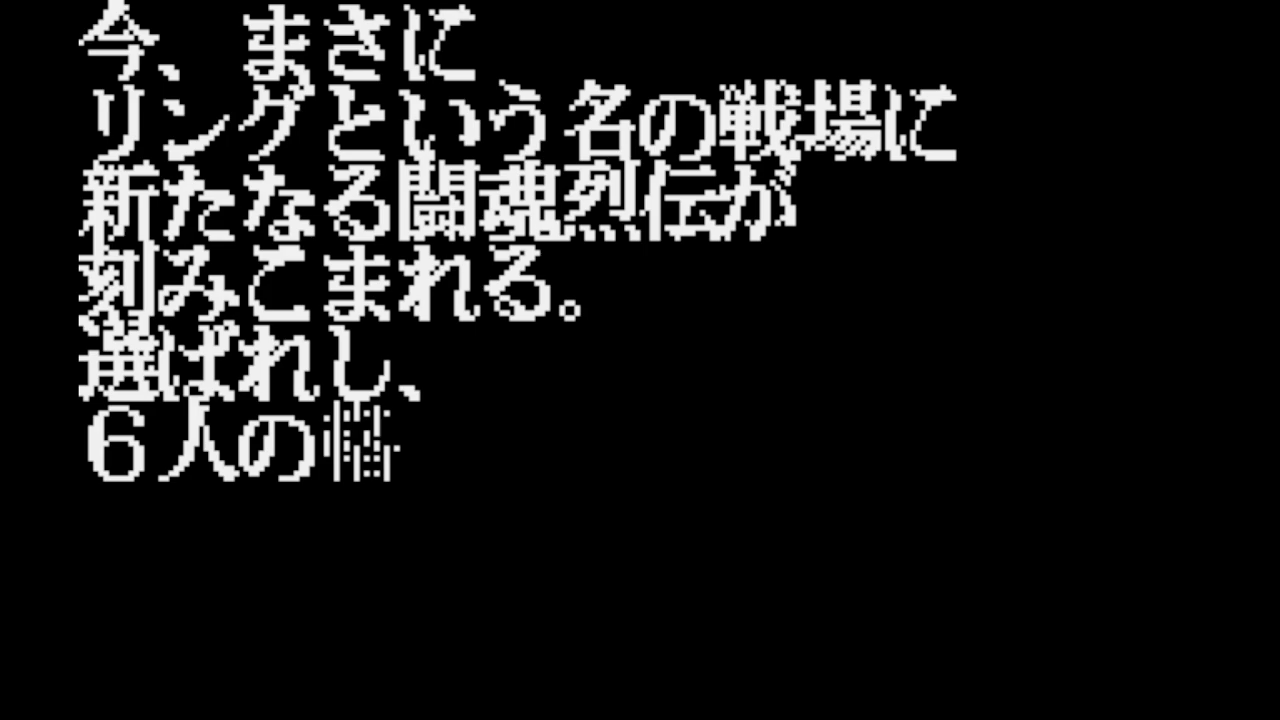 今、まさに
リングという名の戦場に
新たなる闘魂烈伝が
刻みこまれる。
選ばれし、
６人の